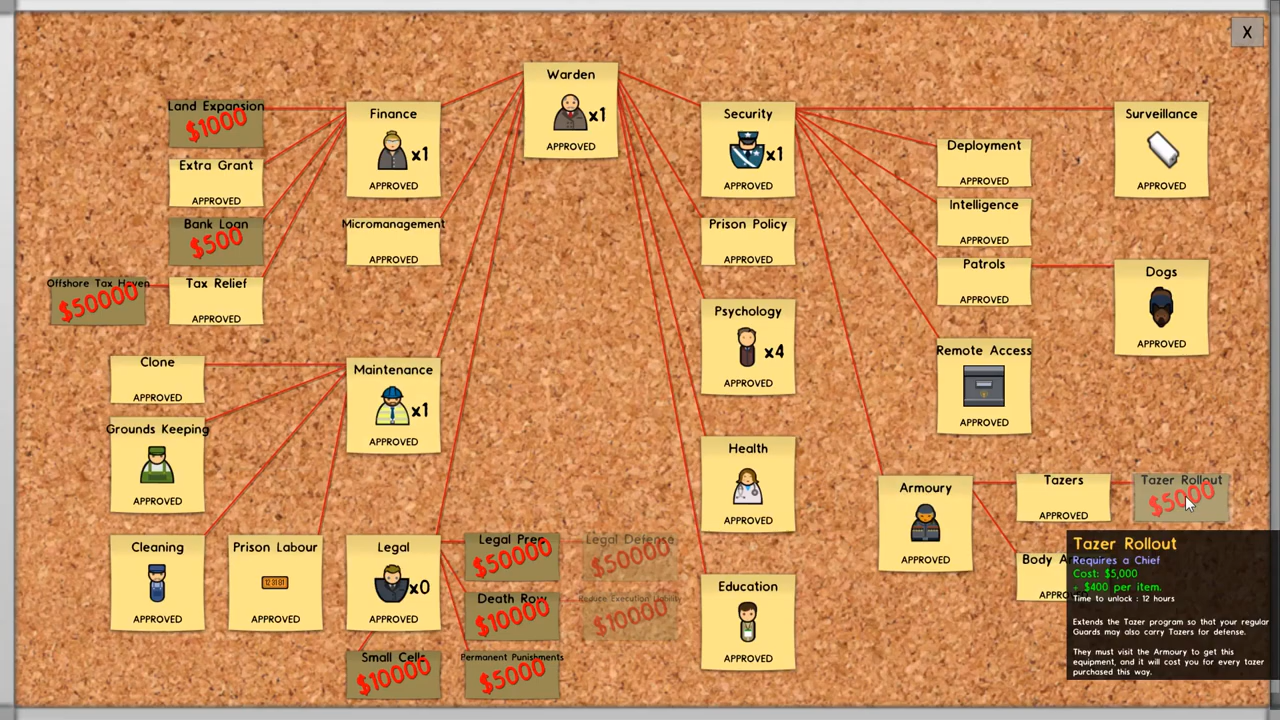 X
Warden
x1
APPROVED
Land Expansion
$1000
Finance
x1
APPROVED
Extra Grant
APPROVED
Bank Loan
$500
Micromanagement
APPROVED
Offshore Tax Haven
$50000
Tax Relief
APPROVED
Clone
APPROVED
Maintenance
x1
APPROVED
Grounds Keeping
APPROVED
Cleaning
APPROVED
Prison Labour
APPROVED
Legal
x0
APPROVED
Legal Prep
$50000
Legal Defense
$50000
Death Row
$10000
Reduce Execution Liability
$10000
Small Cells
$10000
Permanent Punishments
$5000
Security
x1
APPROVED
Prison Policy
APPROVED
Psychology
x4
APPROVED
Health
APPROVED
Education
APPROVED
Deployment
APPROVED
Intelligence
APPROVED
Patrols
APPROVED
Remote Access
APPROVED
Surveillance
APPROVED
Dogs
APPROVED
Armoury
APPROVED
Tazers
APPROVED
Tazer Rollout
$5000
Body A
APPRO
Tazer Rollout
Requires a Chief
Cost: $5,000
+ $400 per item.
Time to unlock : 12 hours
Extends the Tazer program so that your regular
Guards may also carry Tazers for defense.
They must visit the Armoury to get this
equipment, and it will cost you for every tazer
purchased this way.